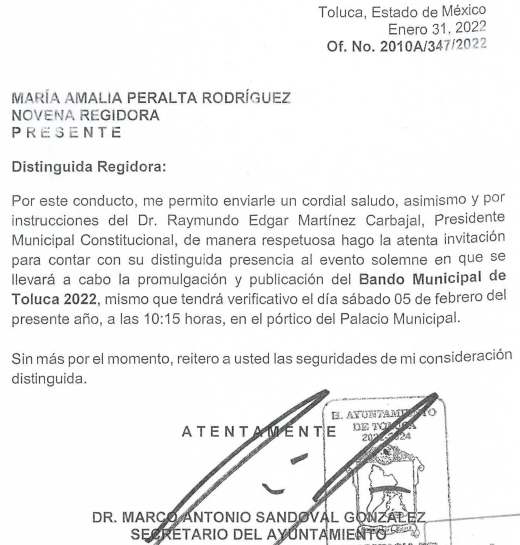 Toluca, Estado de México
Enero 31, 2022
Of. No. 2010A/347/2022
MARÍA AMALIA PERALTA RODRÍGUEZ
NOVENA REGIDORA
P R E S E N T E
Distinguida Regidora:
Por este conducto, me permito enviarle un cordial saludo, asimismo y por
instrucciones del Dr. Raymundo Edgar Martínez Carbajal, Presidente
Municipal Constitucional, de manera respetuosa hago la atenta invitación
para contar con su distinguida presencia al evento solemne en que se
llevará a cabo la promulgación y publicación del Bando Municipal de
Toluca 2022, mismo que tendrá verificativo el día sábado 05 de febrero del
presente año, a las 10:15 horas, en el pórtico del Palacio Municipal.
Sin más por el momento, reitero a usted las seguridades de mi consideración
distinguida.
A T E N T A M E N T E
H. AYUNTAMIENTO
DE TOLUCA
2022-2024
DR. MARCO ANTONIO SANDOVAL GONZÁLEZ
SECRETARIO DEL AYUNTAMIENTO